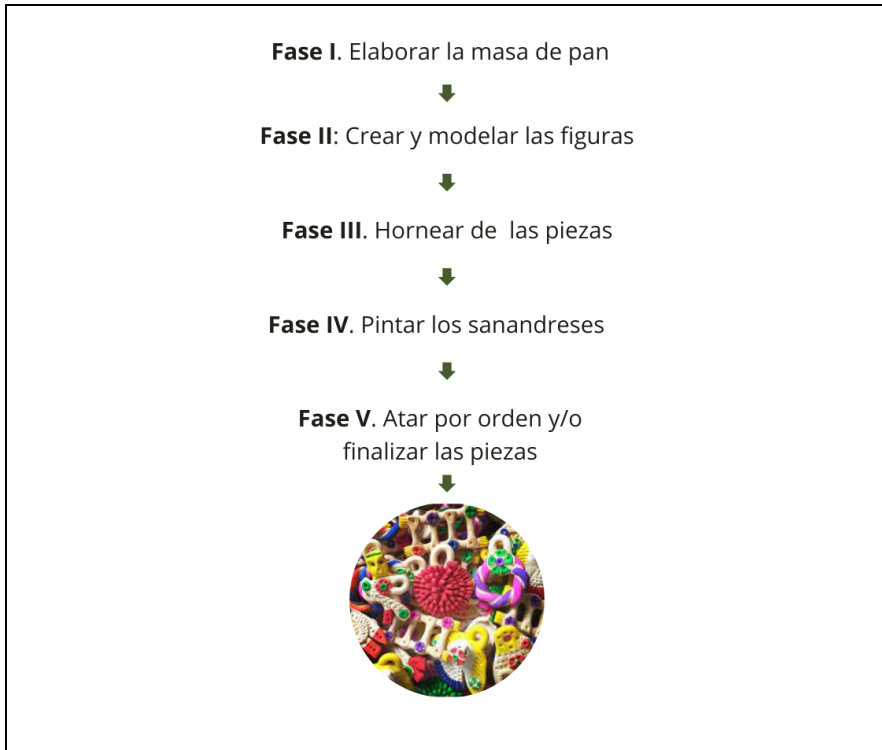 Fase I. Elaborar la masa de pan
Fase II: Crear y modelar las figuras
Fase III. Hornear de  las piezas
Fase IV. Pintar los sanandreses
Fase V. Atar por orden y/o
finalizar las piezas